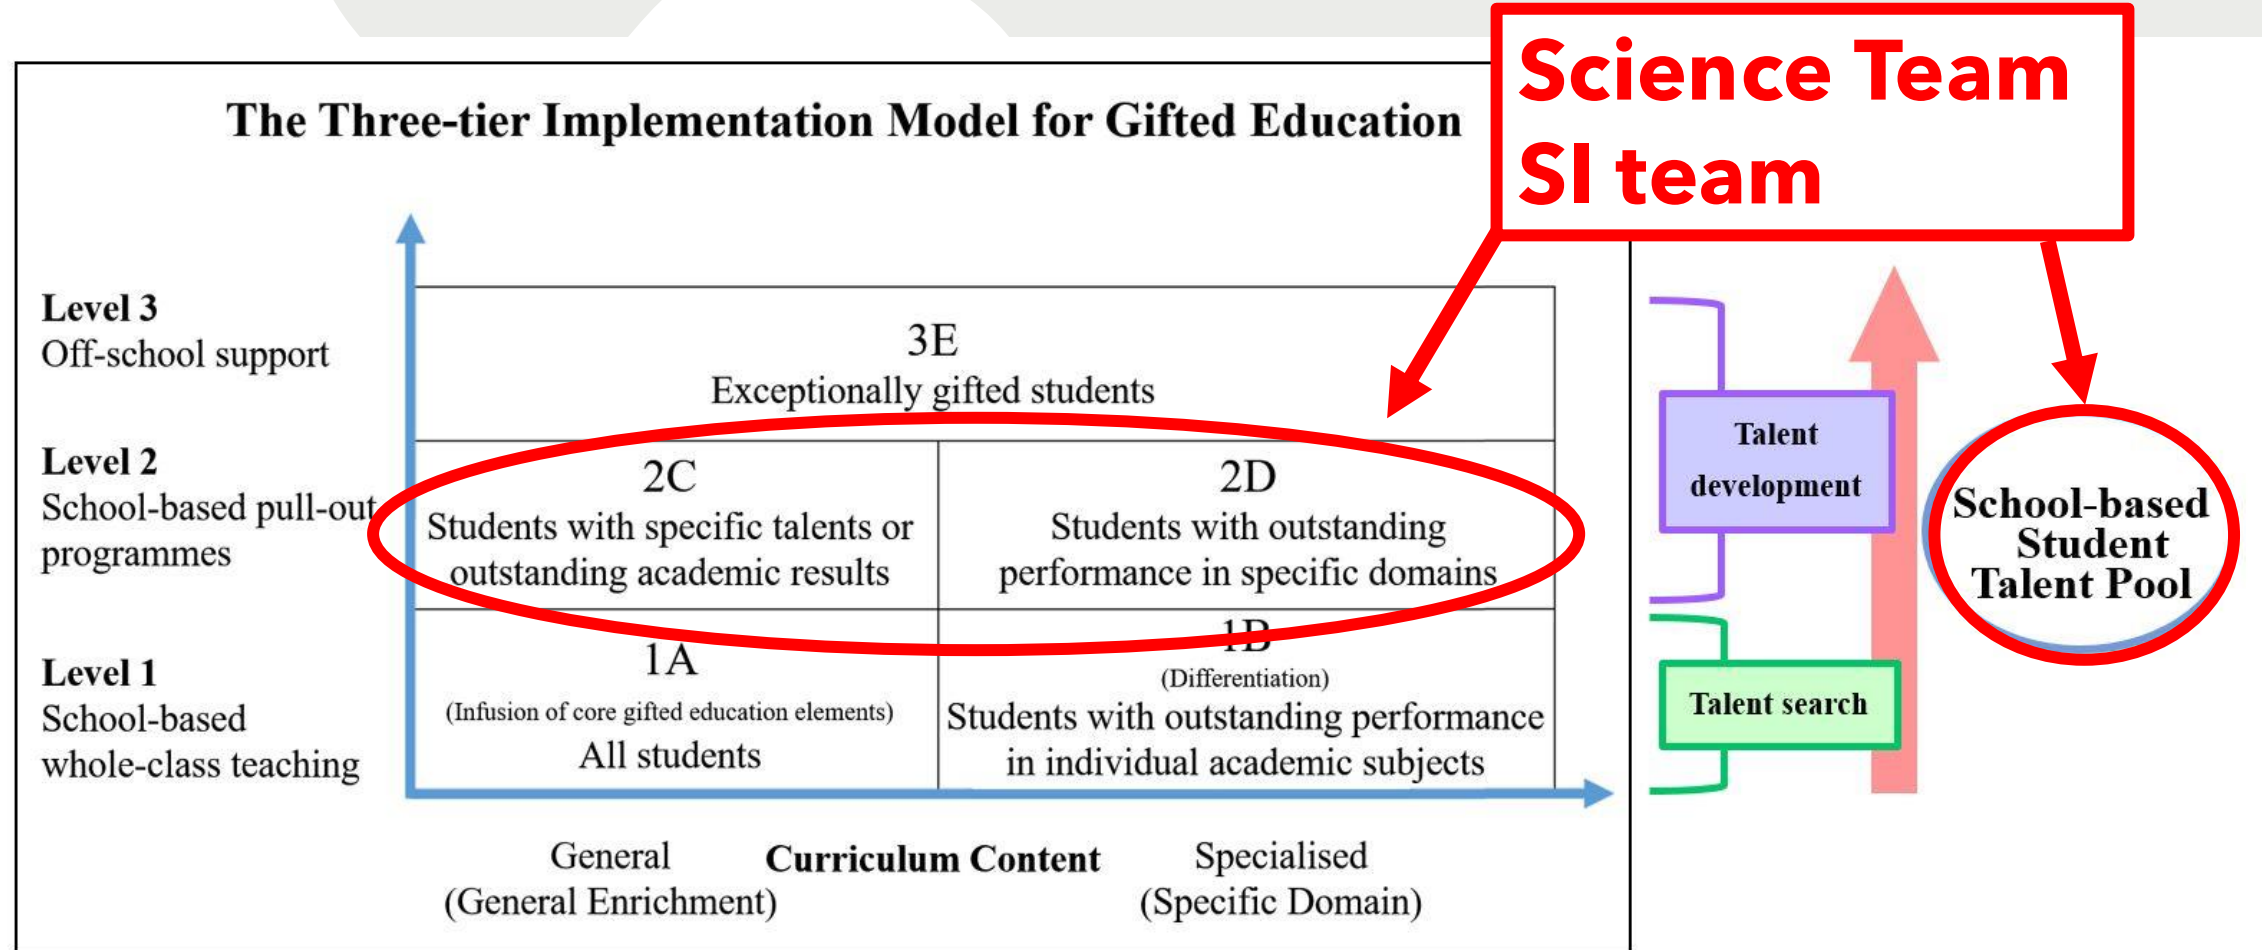 Science Team
SI team
The Three-tier Implementation Model for Gifted Education
Level 3
Off-school support
3E
Exceptionally gifted students
Level 2
School-based pull-out
programmes
2C
Students with specific talents or
outstanding academic results
2D
Students with outstanding
performance in specific domains
Level 1
School-based
whole-class teaching
1A
(Infusion of core gifted education elements)
All students
1B
(Differentiation)
Students with outstanding performance
in individual academic subjects
General
(General Enrichment)
Curriculum Content
Specialised
(Specific Domain)
Talent
development
Talent search
School-based
Student
Talent Pool